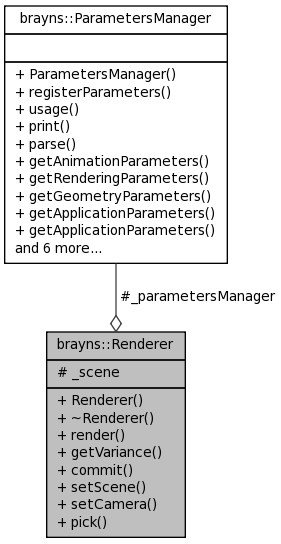 brayns::ParametersManager
+ ParametersManager()
+ registerParameters()
+ usage()
+ print()
+ parse()
+ getAnimationParameters()
+ getRenderingParameters()
+ getGeometryParameters()
+ getApplicationParameters()
+ getApplicationParameters()
and 6 more...
#_parametersManager
brayns::Renderer
# _scene
+ Renderer()
+ ~Renderer()
+ render()
+ getVariance()
+ commit()
+ setScene()
+ setCamera()
+ pick()